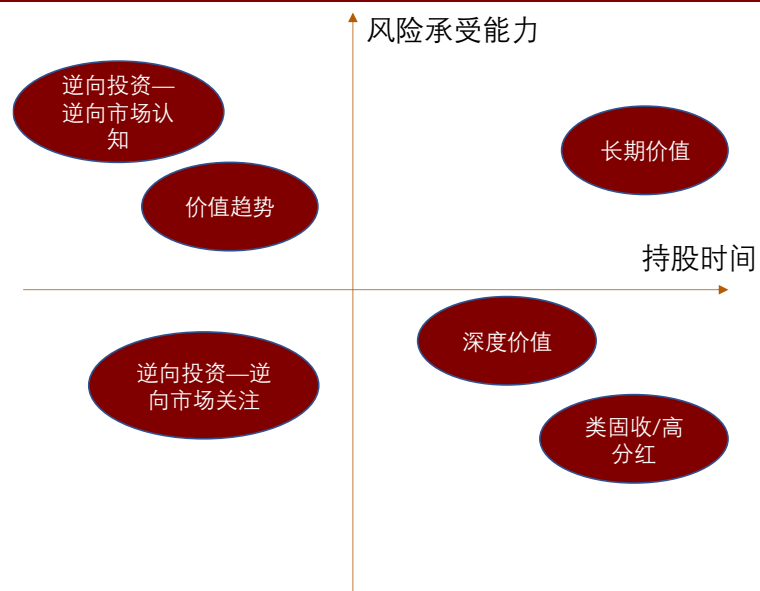 风险承受能力
逆向投资—
逆向市场认
知
长期价值
价值趋势
持股时间
深度价值
逆向投资—逆
向市场关注
类固收/高
分红